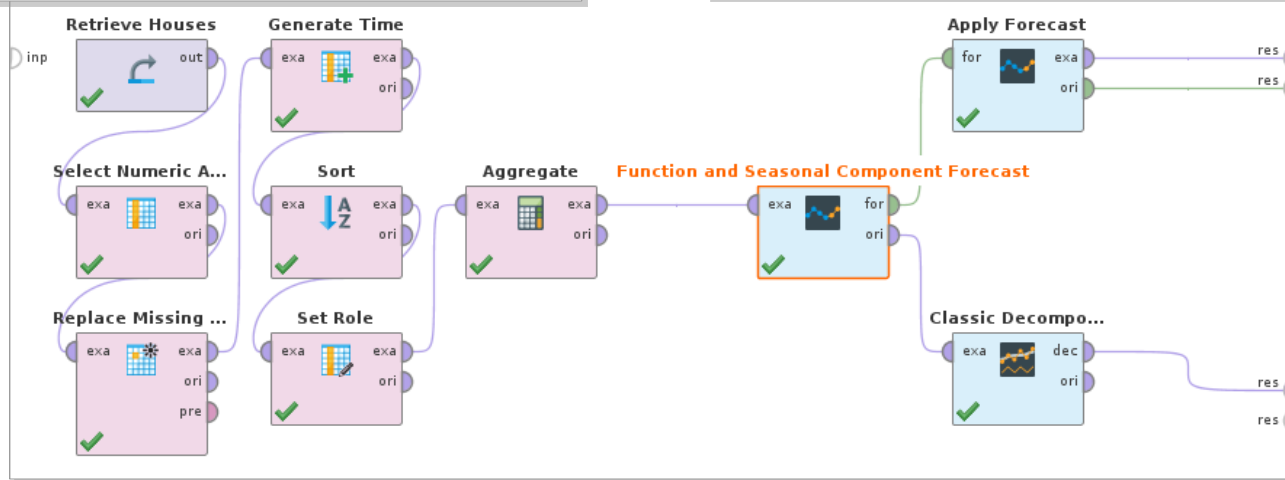 Retrieve Houses
inp
out
Generate Time
exa exa
ori
Apply Forecast
for exa
ori
res
res
Select Numeric A...
exa exa
ori
Sort
exa exa
ori
Aggregate
exa exa
ori
Function and Seasonal Component Forecast
exa for
ori
Replace Missing ...
exa exa
ori
pre
Set Role
exa exa
ori
Classic Decompo...
exa dec
ori
res
res